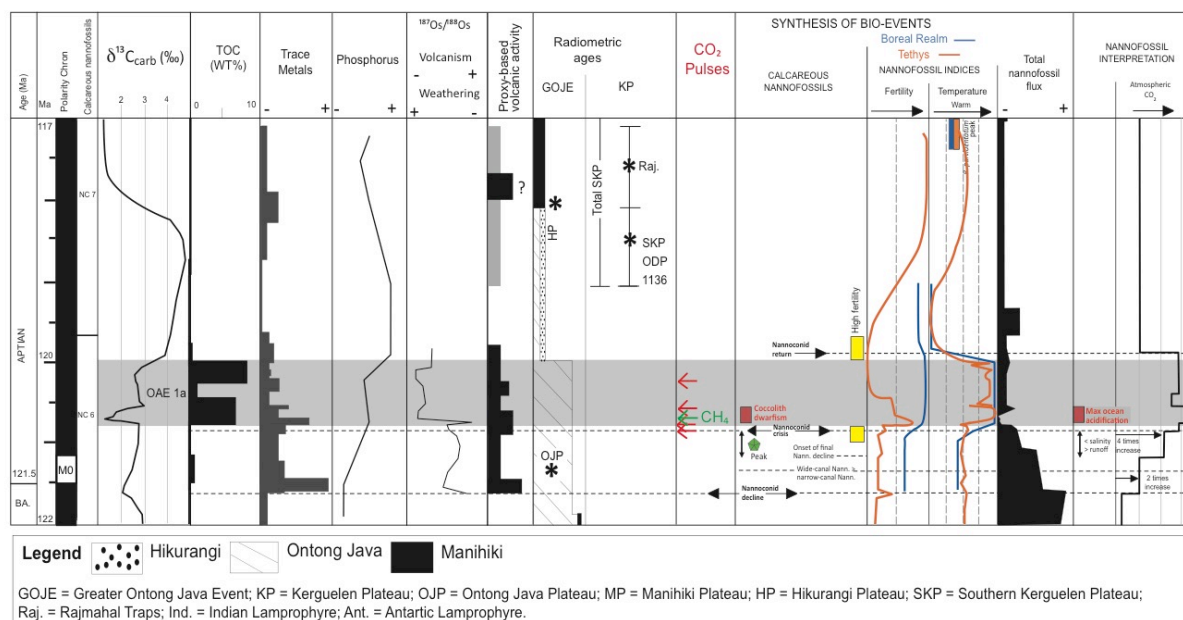 SYNTHESIS OF BIO-EVENTS
Age (Ma)
Ma
Polarity Chron
Calcareous nannofossils
δ¹³Ccarb (‰)
2 3 4
TOC
(WT%)
0 10
Trace
Metals
- +
Phosphorus
- +
¹⁸⁷Os/¹⁸⁸Os
Volcanism
- +
Weathering
+ -
Proxy-based
volcanic activity
Radiometric
ages
GOJE
KP
CO₂
Pulses
CALCAREOUS
NANNOFOSSILS
Boreal Realm
Tethys
NANNOFOSSIL INDICES
Fertility
Temperature
Warm
Total
nannofossil
flux
- +
NANNOFOSSIL
INTERPRETATION
Atmospheric
CO₂
117
120
121.5
122
APTIAN
BA.
M0
NC 7
NC 6
OAE 1a
?
HP
OJP
Total SKP
Raj.
SKP
ODP
1136
CH₄
peak
High fertility
Nannoconid
return
Coccolith
dwarfism
Nannoconid
crisis
Peak
Onset of final
Nann. decline
Wide-canal Nann. >
narrow-canal Nann.
Nannoconid
decline
Max ocean
acidification
< salinity
> runoff
4 times
increase
2 times
increase
Legend Hikurangi Ontong Java Manihiki
GOJE = Greater Ontong Java Event; KP = Kerguelen Plateau; OJP = Ontong Java Plateau; MP = Manihiki Plateau; HP = Hikurangi Plateau; SKP = Southern Kerguelen Plateau;
Raj. = Rajmahal Traps; Ind. = Indian Lamprophyre; Ant. = Antartic Lamprophyre.